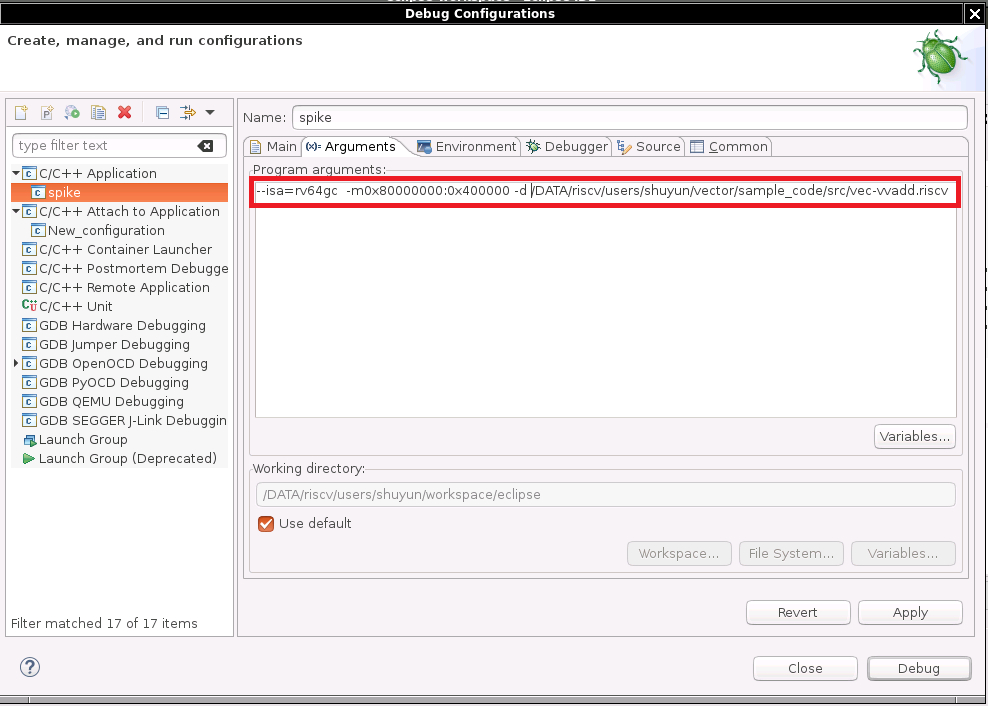 Debug Configurations
Create, manage, and run configurations
type filter text
C/C++ Application
spike
C/C++ Attach to Application
New_configuration
C/C++ Container Launcher
C/C++ Postmortem Debugge
C/C++ Remote Application
C/C++ Unit
GDB Hardware Debugging
GDB Jumper Debugging
GDB OpenOCD Debugging
GDB PyOCD Debugging
GDB QEMU Debugging
GDB SEGGER J-Link Debuggin
Launch Group
Launch Group (Deprecated)
Filter matched 17 of 17 items
Name: spike
Main (x)= Arguments Environment Debugger Source Common
Program arguments:
--isa=rv64gc -m0x80000000:0x400000 -d /DATA/riscv/users/shuyun/vector/sample_code/src/vec-vvadd.riscv
Variables...
Working directory:
/DATA/riscv/users/shuyun/workspace/eclipse
Use default
Workspace... File System... Variables...
Revert Apply
Close Debug